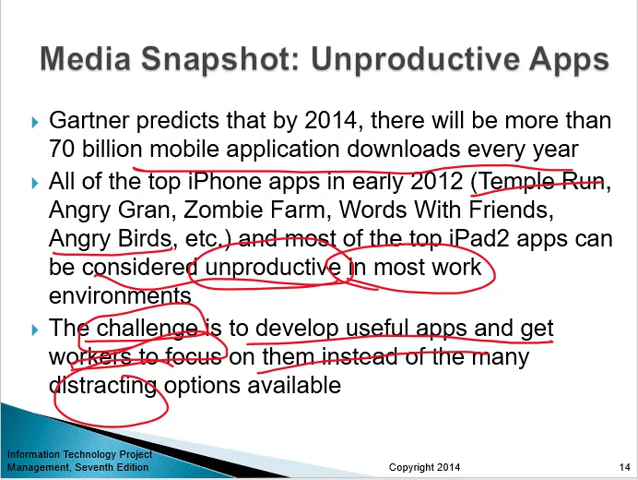 Media Snapshot: Unproductive Apps
Gartner predicts that by 2014, there will be more than
70 billion mobile application downloads every year
All of the top iPhone apps in early 2012 (Temple Run,
Angry Gran, Zombie Farm, Words With Friends,
Angry Birds, etc.) and most of the top iPad2 apps can
be considered unproductive in most work
environments
The challenge is to develop useful apps and get
workers to focus on them instead of the many
distracting options available
Information Technology Project
Management, Seventh Edition
Copyright 2014
14